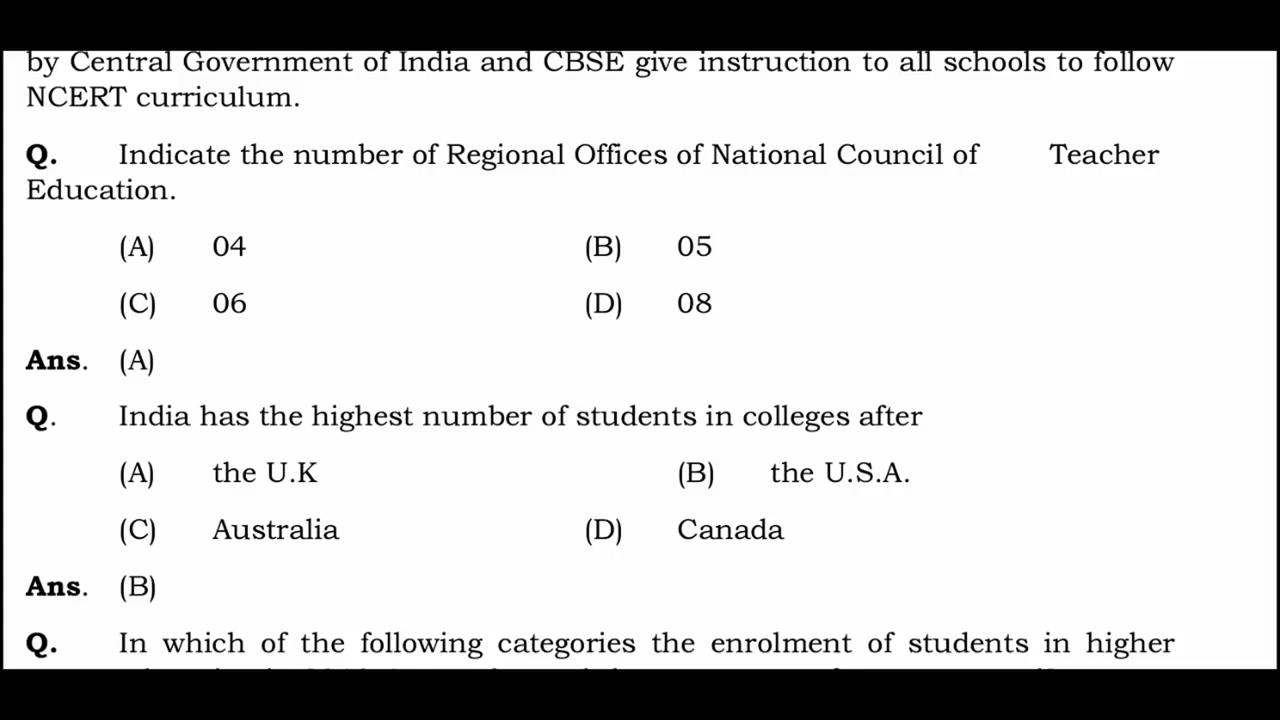 by Central Government of India and CBSE give instruction to all schools to follow
NCERT curriculum.
Q. Indicate the number of Regional Offices of National Council of Teacher
Education.
(A) 04 (B) 05
(C) 06 (D) 08
Ans. (A)
Q. India has the highest number of students in colleges after
(A) the U.K (B) the U.S.A.
(C) Australia (D) Canada
Ans. (B)
Q. In which of the following categories the enrolment of students in higher